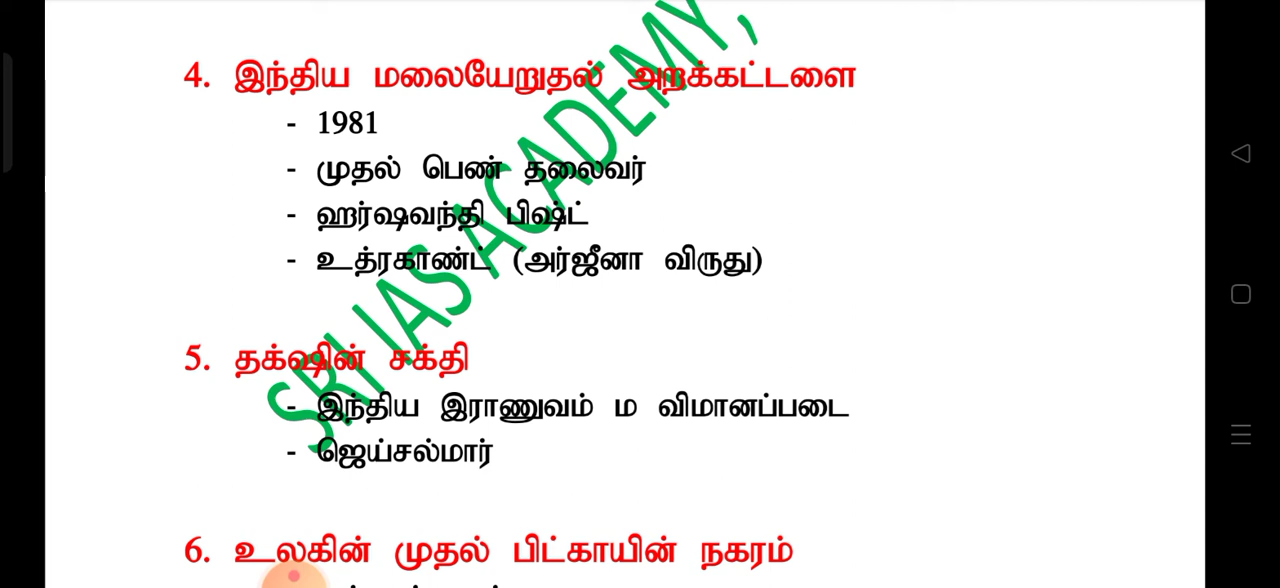 4. இந்திய மலையேறுதல் அறக்கட்டளை
- 1981
- முதல் பெண் தலைவர்
- ஹர்ஷவந்தி பிஷ்ட்
- உத்ரகாண்ட் (அர்ஜீனா விருது)
SRI IAS ACADEMY,
5. தக்ஷின் சக்தி
- இந்திய இராணுவம் ம விமானப்படை
- ஜெய்சல்மார்
6. உலகின் முதல் பிட்காயின் நகரம்